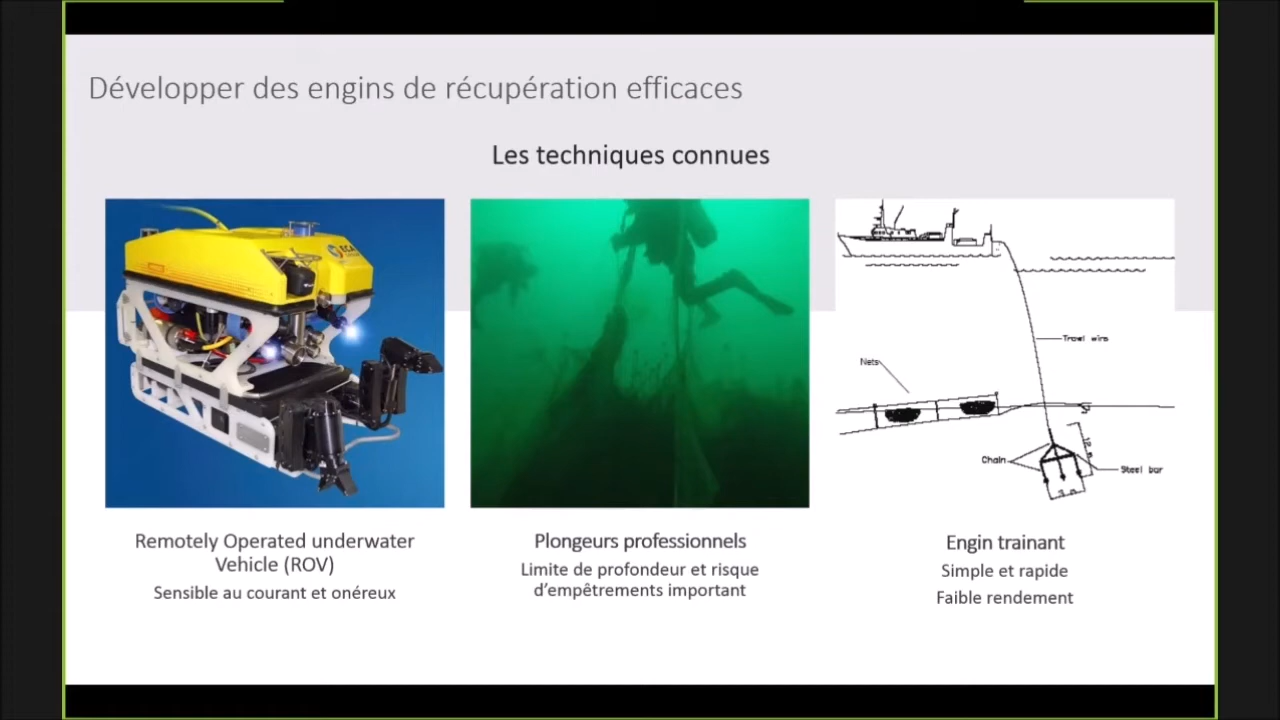 Développer des engins de récupération efficaces
Les techniques connues
ECA
Nets
Trawl wire
Chain
Steel bar
Remotely Operated underwater
Vehicle (ROV)
Sensible au courant et onéreux
Plongeurs professionnels
Limite de profondeur et risque
d'empêtrements important
Engin trainant
Simple et rapide
Faible rendement